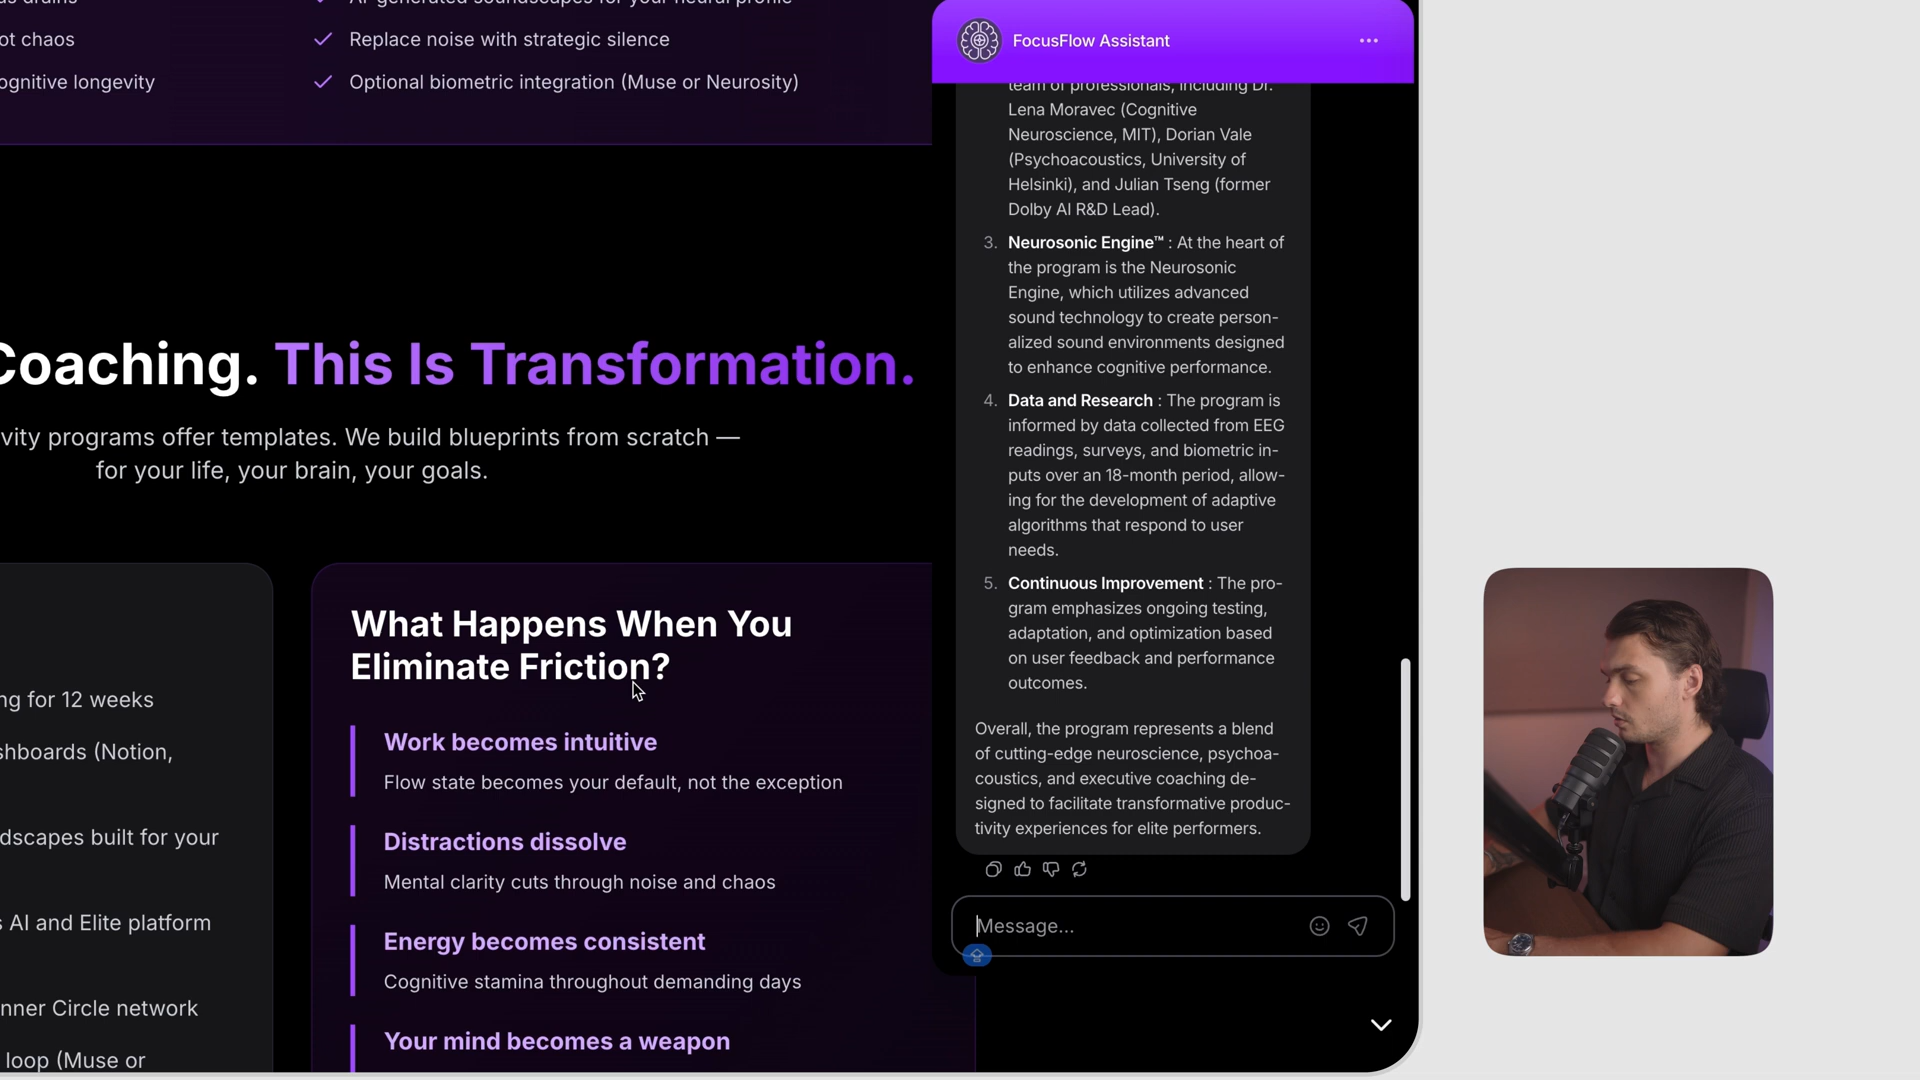 ot chaos
ognitive longevity
Replace noise with strategic silence
Optional biometric integration (Muse or Neurosity)
Coaching. This Is Transformation.
vity programs offer templates. We build blueprints from scratch —
for your life, your brain, your goals.
ng for 12 weeks
shboards (Notion,
dscapes built for your
s AI and Elite platform
nner Circle network
loop (Muse or
What Happens When You
Eliminate Friction?
Work becomes intuitive
Flow state becomes your default, not the exception
Distractions dissolve
Mental clarity cuts through noise and chaos
Energy becomes consistent
Cognitive stamina throughout demanding days
Your mind becomes a weapon
FocusFlow Assistant
team of professionals, including Dr.
Lena Moravec (Cognitive
Neuroscience, MIT), Dorian Vale
(Psychoacoustics, University of
Helsinki), and Julian Tseng (former
Dolby AI R&D Lead).
3. Neurosonic Engine™ : At the heart of
the program is the Neurosonic
Engine, which utilizes advanced
sound technology to create person-
alized sound environments designed
to enhance cognitive performance.
4. Data and Research : The program is
informed by data collected from EEG
readings, surveys, and biometric in-
puts over an 18-month period, allow-
ing for the development of adaptive
algorithms that respond to user
needs.
5. Continuous Improvement : The pro-
gram emphasizes ongoing testing,
adaptation, and optimization based
on user feedback and performance
outcomes.
Overall, the program represents a blend
of cutting-edge neuroscience, psychoa-
coustics, and executive coaching de-
signed to facilitate transformative produc-
tivity experiences for elite performers.
Message...